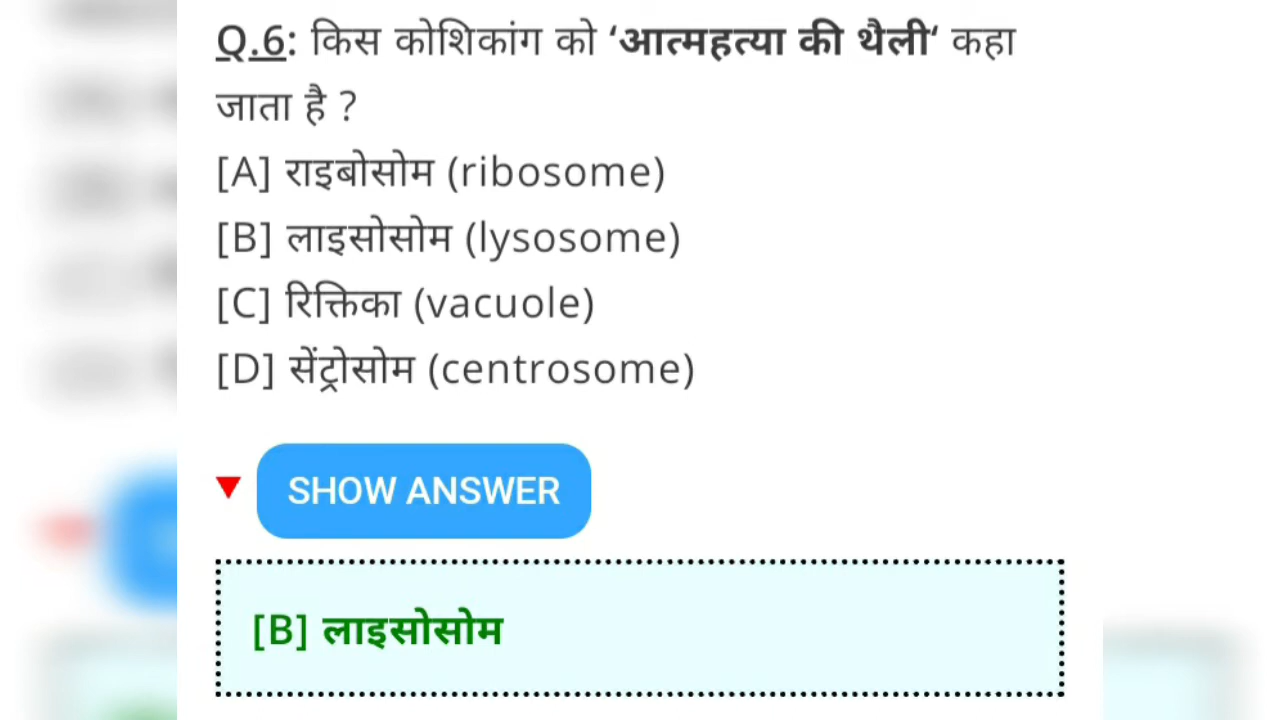 Q.6: किस कोशिकांग को ‘आत्महत्या की थैली‘ कहा
जाता है ?
[A] राइबोसोम (ribosome)
[B] लाइसोसोम (lysosome)
[C] रिक्तिका (vacuole)
[D] सेंट्रोसोम (centrosome)
SHOW ANSWER
[B] लाइसोसोम